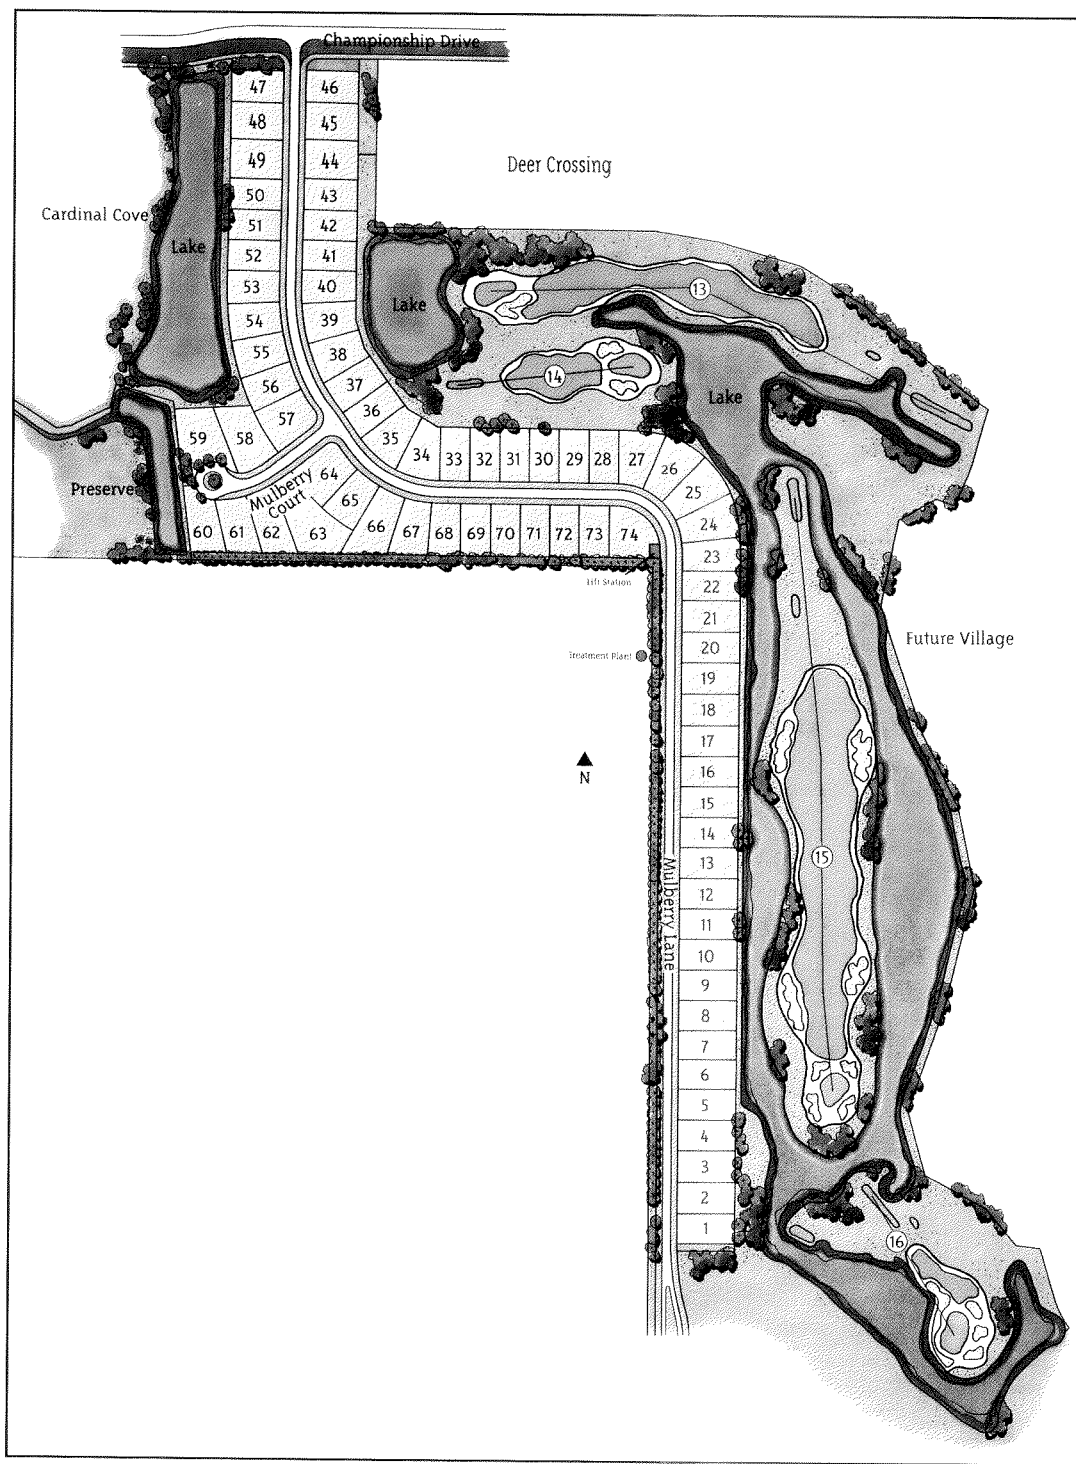 Championship Drive
47 46
48 45
49 44
Deer Crossing
50 43
Cardinal Cove
51 42
Lake
52 41
53 40
13
Lake
54 39
55 38
14
56 37
Lake
57 36
59 58 35
34 33 32 31 30 29 28 27 26
64
Preserve
Mulberry
Court
65
25
60 61 62 63 66 67 68 69 70 71 72 73 74
24
23
Lift Station
22
21
Future Village
20
Treatment Plant
19
18
17
N
16
15
14
15
13
Mulberry Lane
12
11
10
9
8
7
6
5
4
3
2
1
16